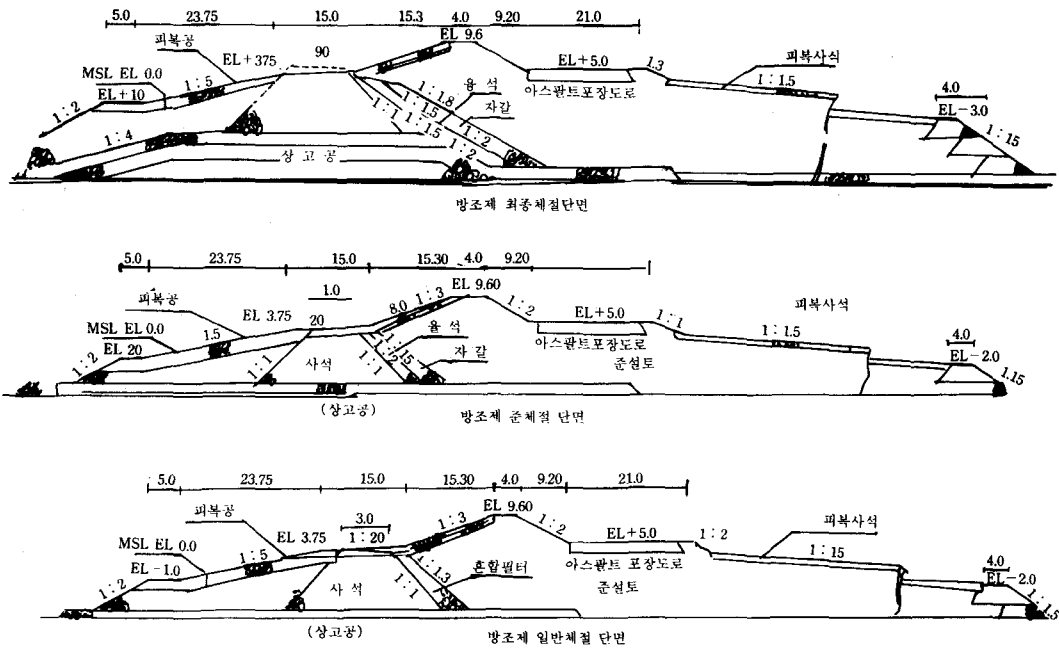 5.0 23.75 15.0 15.3 4.0 9.20 21.0
피복공
EL+375
90
EL 9.6
MSL EL 0.0
EL+10
1:2
1:5
1:4
상고공
1:1.8
1:1.5
1:1
1:1.5
1:2
1:2
율석
자갈
EL+5.0
아스팔트포장도로
1.3
피복사석
1:1.5
4.0
EL-3.0
1:15
방조제 최종체절단면
5.0 23.75 15.0 15.30 4.0 9.20
피복공
EL 3.75
1.0
20
8.0
1:3
EL 9.60
MSL EL 0.0
EL 20
1:2
1.5
1:1
사석
1:1
1:2
1:15
율석
자갈
1:2
EL+5.0
아스팔트포장도로
준설토
1:1
피복사석
1:1.5
4.0
EL-2.0
1.15
(상고공)
방조제 준체절 단면
5.0 23.75 15.0 15.30 4.0 9.20 21.0
피복공
EL 3.75
3.0
1:20
1:3
EL 9.60
MSL EL 0.0
EL-1.0
1:2
1:5
사석
1:1
1:1.3
혼합필터
1:2
EL+5.0
아스팔트 포장도로
준설토
1:2
피복사석
1:15
4.0
EL-2.0
1:1.5
(상고공)
방조제 일반체절 단면